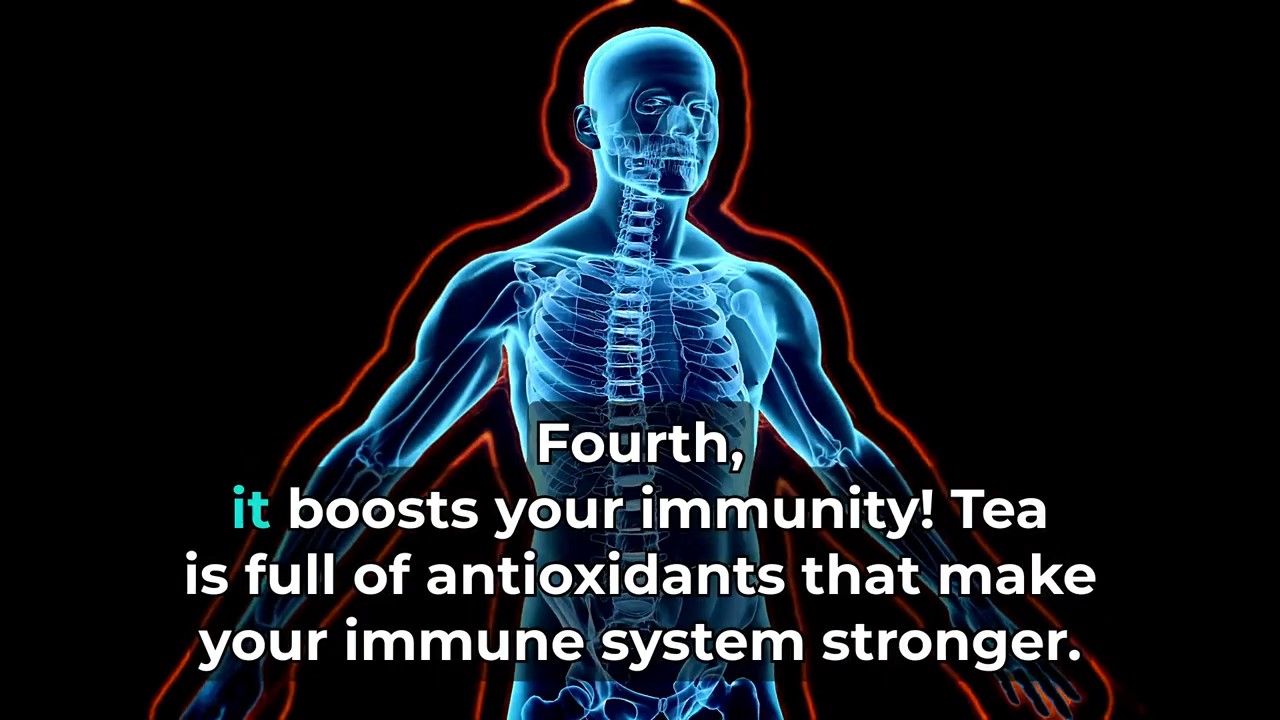 Fourth,
it boosts your immunity! Tea
is full of antioxidants that make
your immune system stronger.